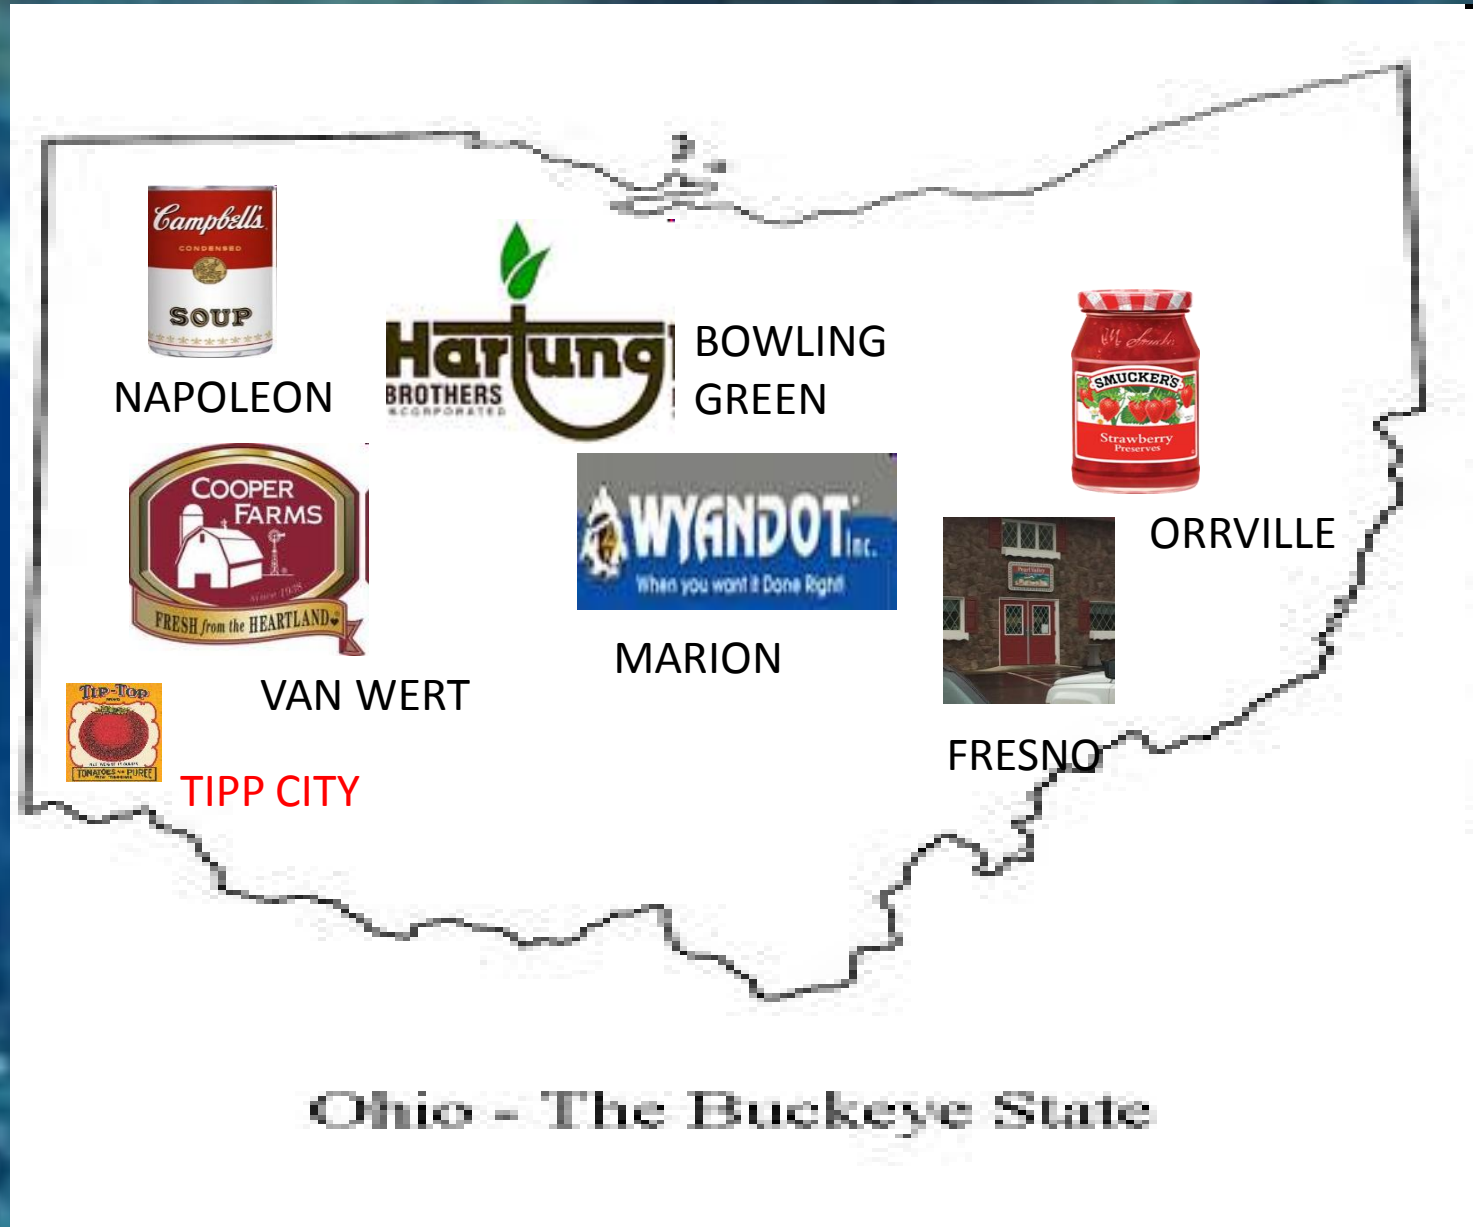 Campbell's
CONDENSED
SOUP
NAPOLEON
Hartung
BROTHERS
INCORPORATED
BOWLING
GREEN
SMUCKER'S
Strawberry
Preserves
ORRVILLE
COOPER
FARMS
since 1938
FRESH from the HEARTLAND
VAN WERT
WYANDOT Inc.
When you want it Done Right!
MARION
FRESNO
TIP-TOP
TOMATOES
PUREE
TIPP CITY
Ohio - The Buckeye State